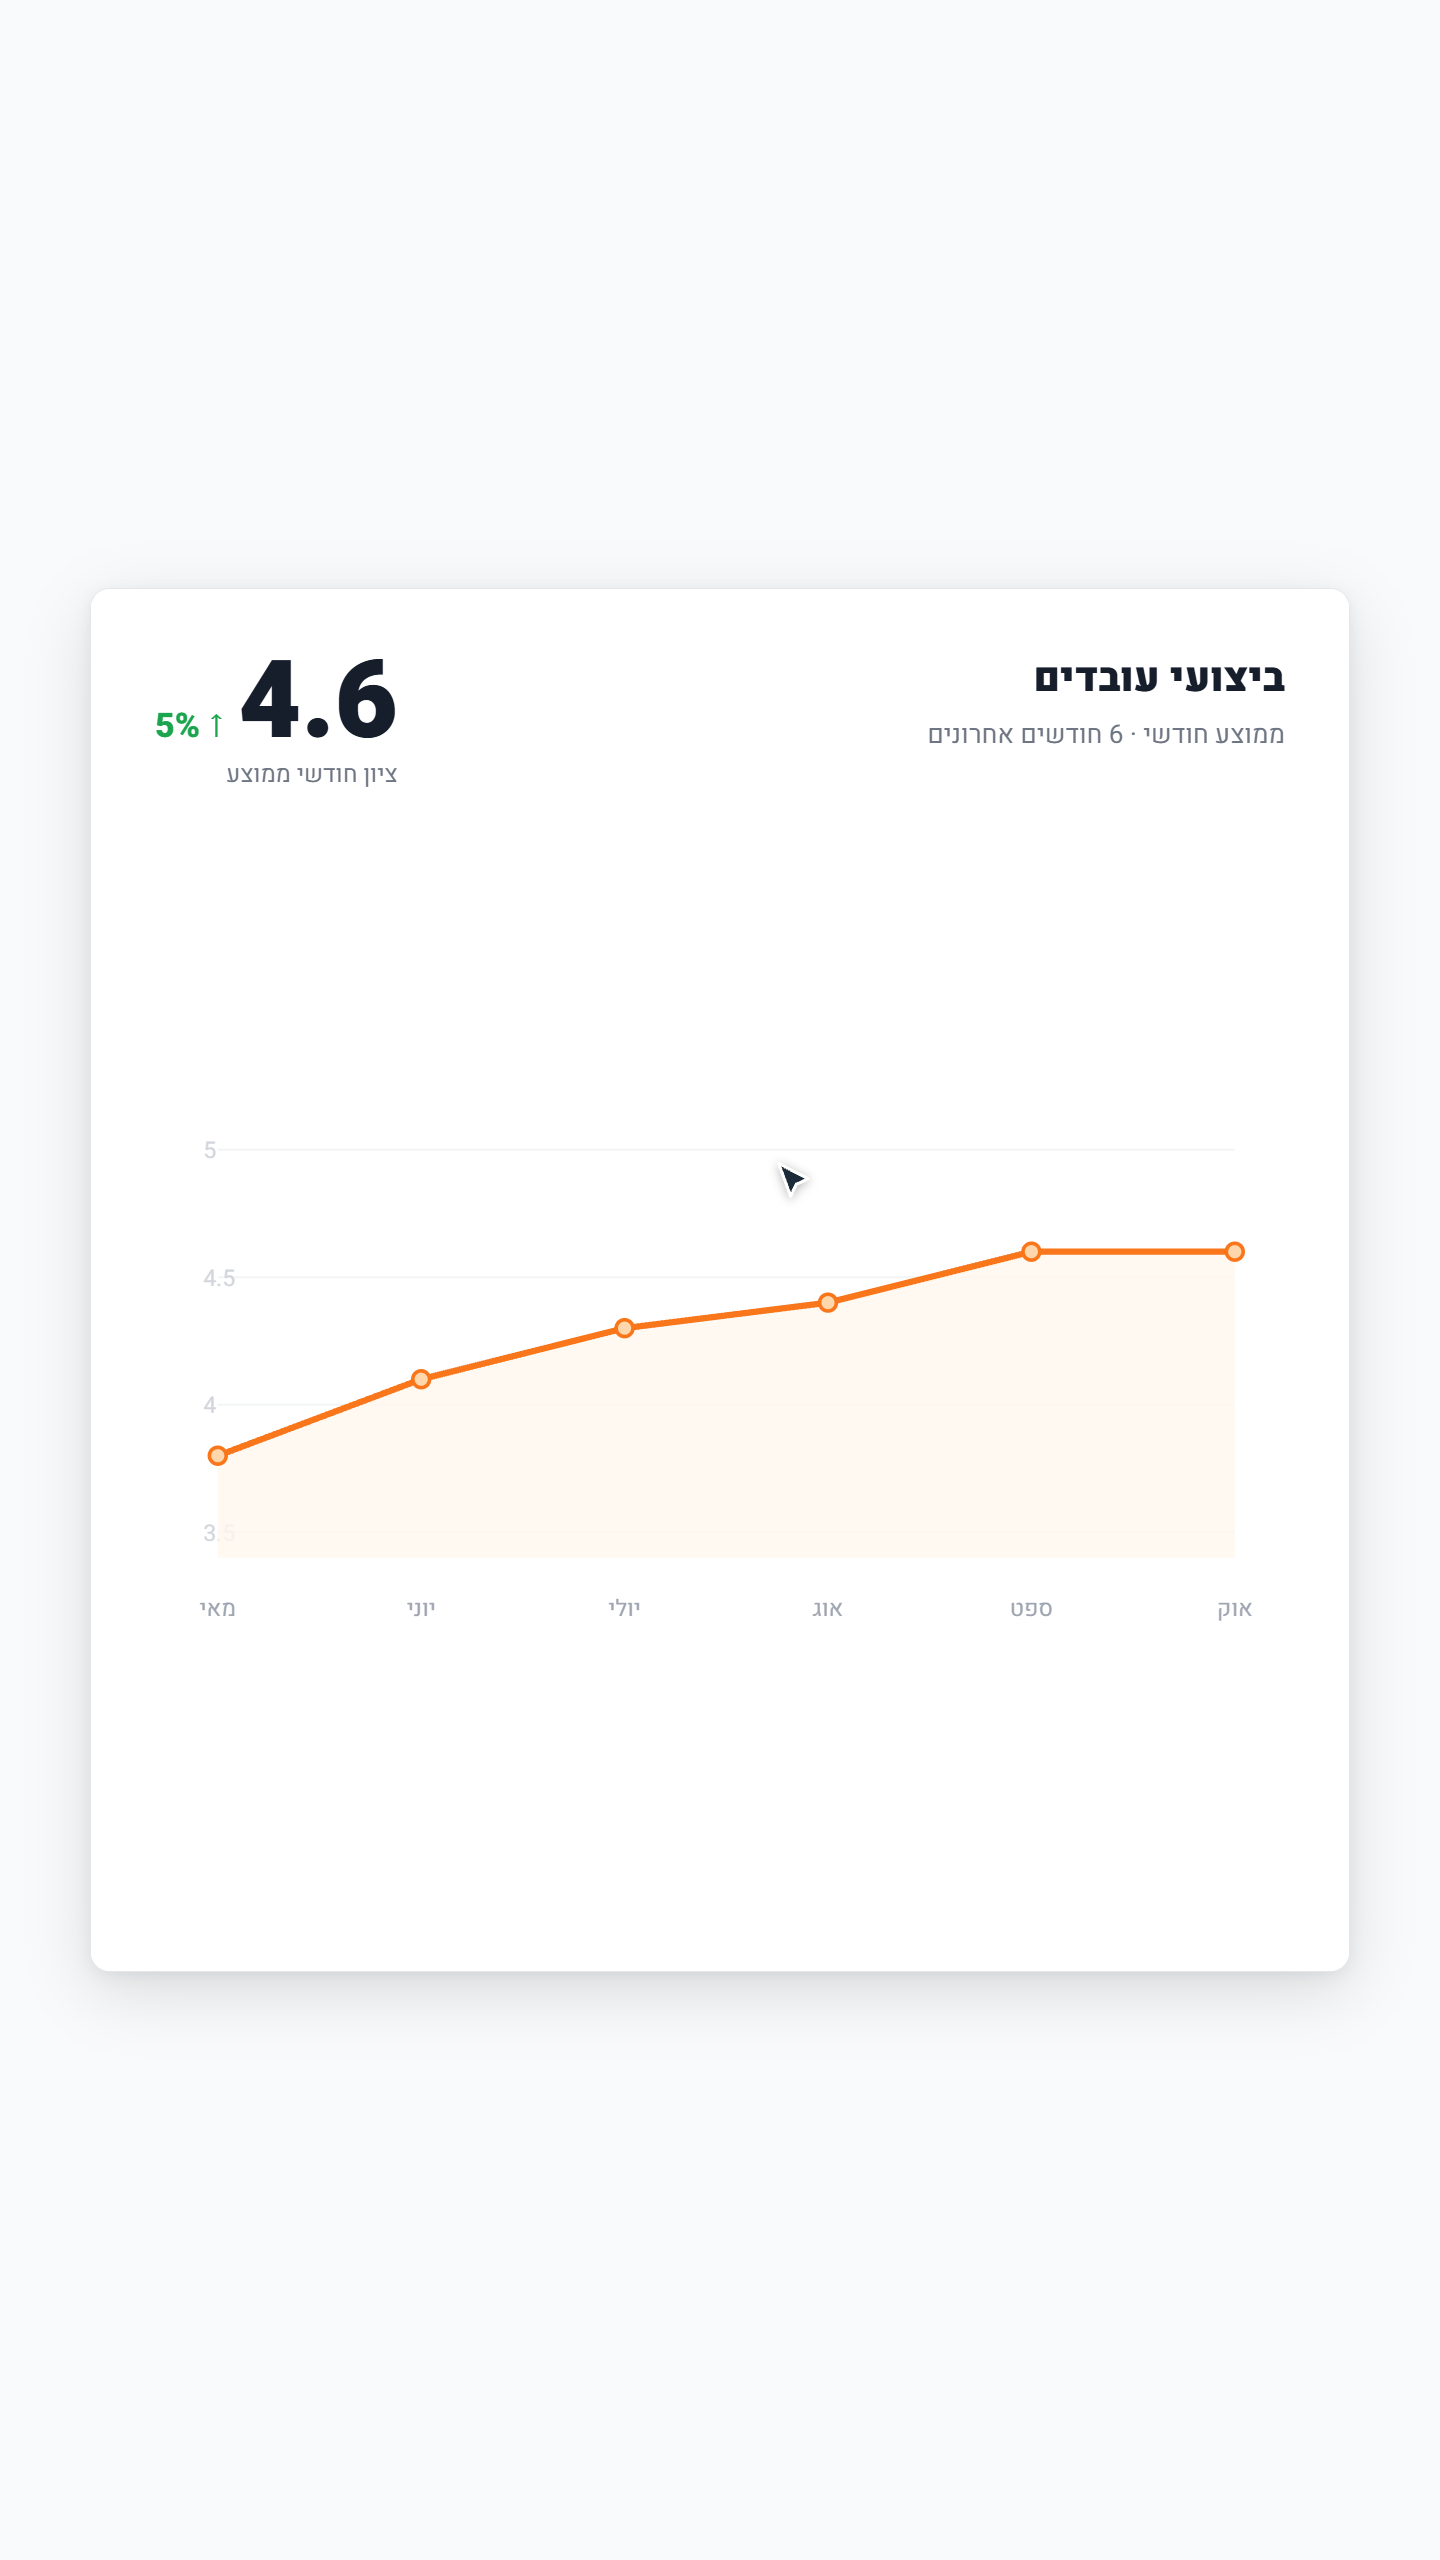 ביצועי עובדים
ממוצע חודשי · 6 חודשים אחרונים
4.6 ↑ 5%
ציון חודשי ממוצע
5
4.5
4
3.5
מאי יוני יולי אוג ספט אוק